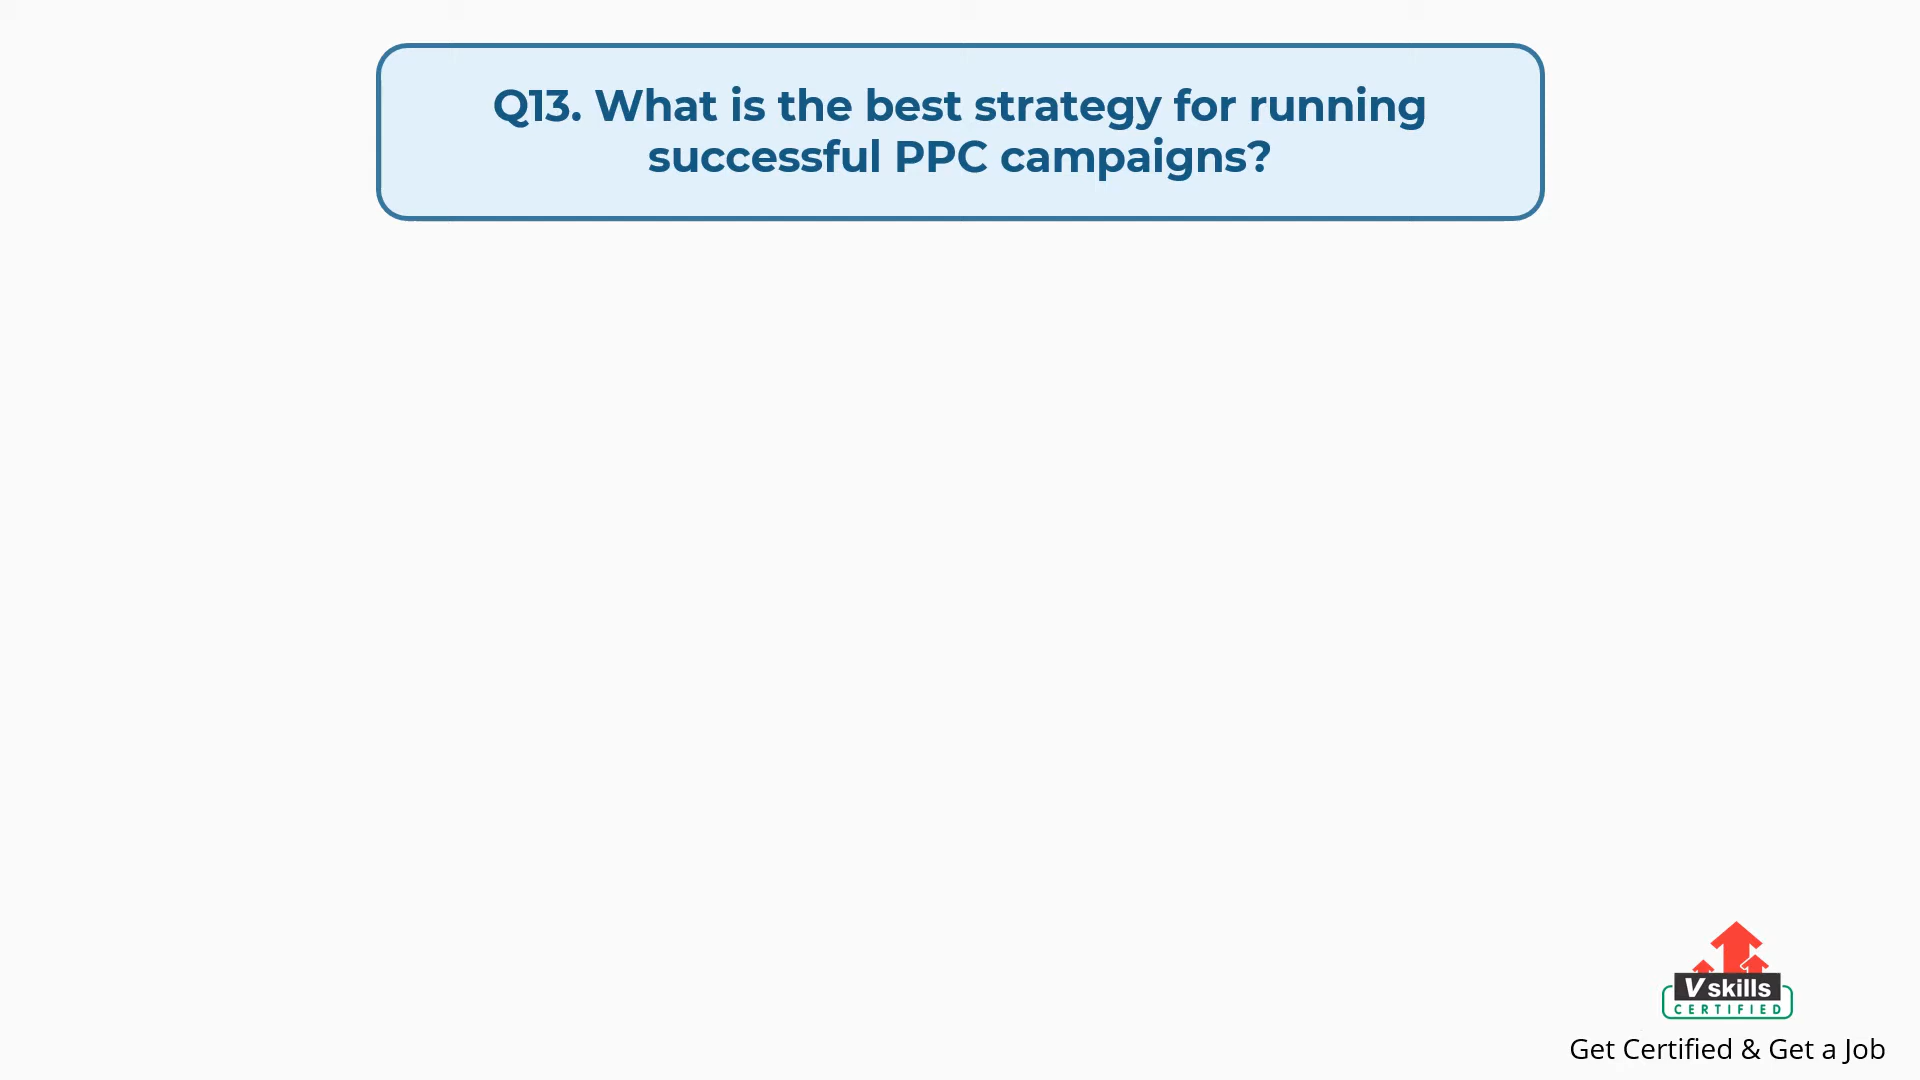 Q13. What is the best strategy for running
successful PPC campaigns?
Vskills
CERTIFIED
Get Certified & Get a Job